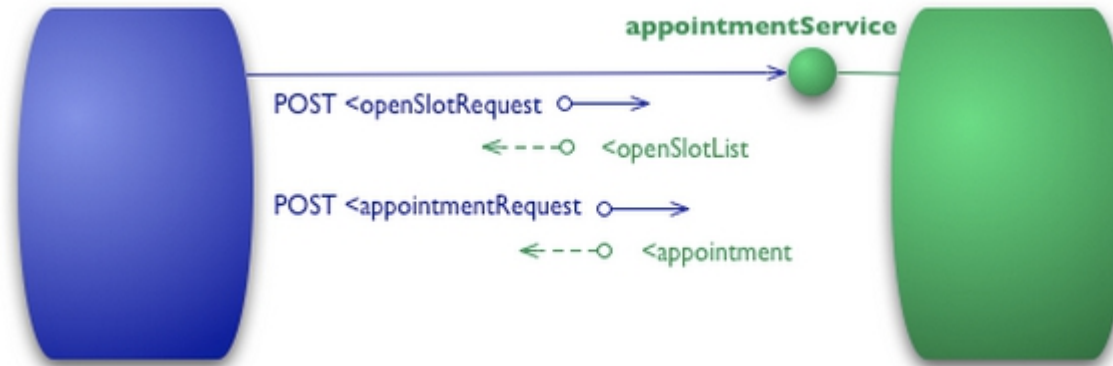 appointmentService
POST <openSlotRequest
<openSlotList
POST <appointmentRequest
<appointment